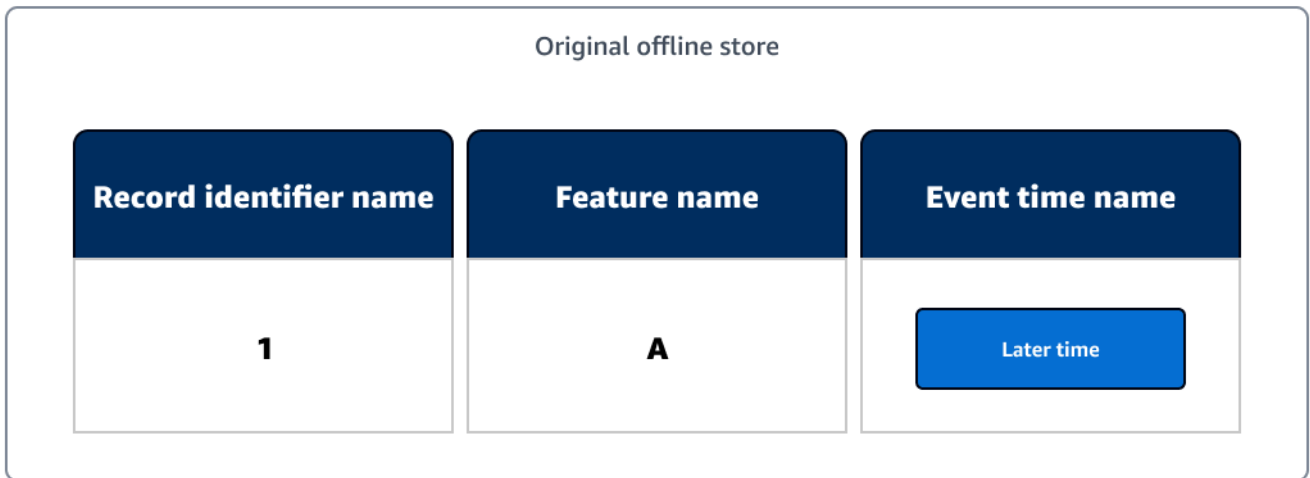 Original offline store
Record identifier name Feature name Event time name
1 A Later time